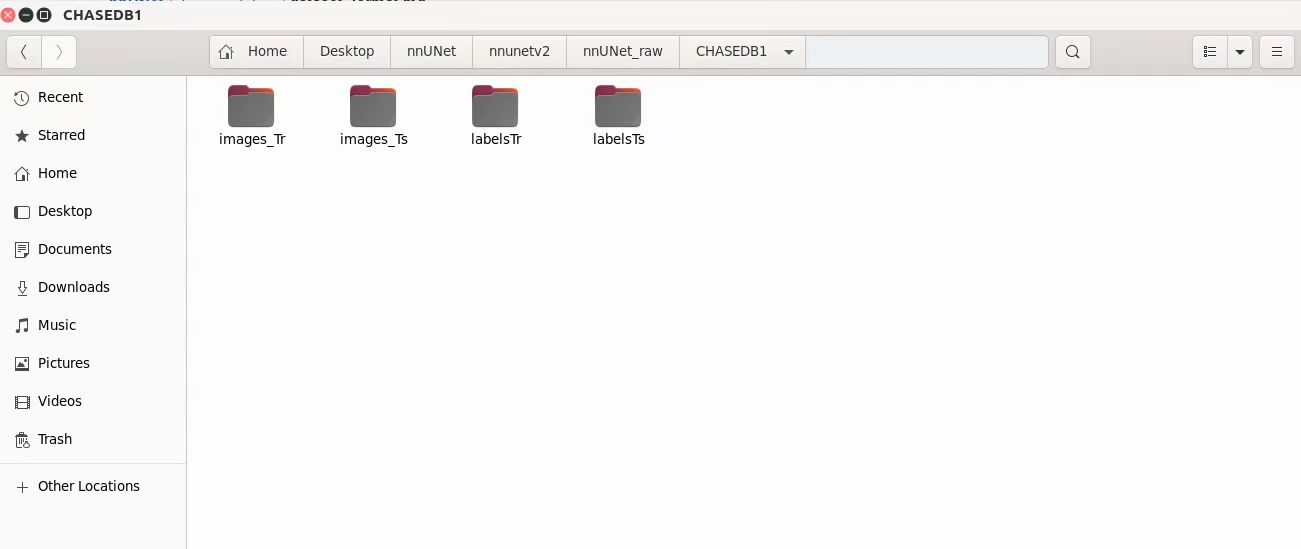 CHASEDB1
Home Desktop nnUNet nnunetv2 nnUNet_raw CHASEDB1
Recent
Starred
Home
Desktop
Documents
Downloads
Music
Pictures
Videos
Trash
Other Locations
images_Tr images_Ts labelsTr labelsTs